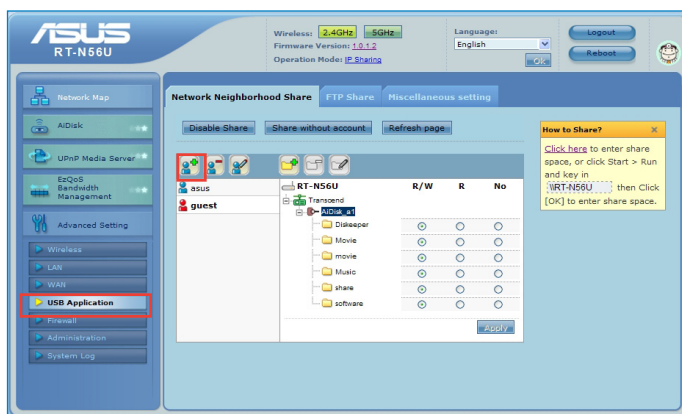 ASUS
RT-N56U
Wireless: 2.4GHz 5GHz
Firmware Version: 1.0.1.2
Operation Mode: IP Sharing
Language:
English
Ok
Logout
Reboot
Network Map
AiDisk
UPnP Media Server
EzQoS
Bandwidth
Management
Advanced Setting
Wireless
LAN
WAN
USB Application
Firewall
Administration
System Log
Network Neighborhood Share FTP Share Miscellaneous setting
Disable Share Share without account Refresh page
asus
guest
RT-N56U R/W R No
Transcend
AiDisk_a1
Diskeeper
Movie
movie
Music
share
software
Apply
How to Share? X
Click here to enter share
space, or click Start > Run
and key in
\\RT-N56U then Click
[OK] to enter share space.